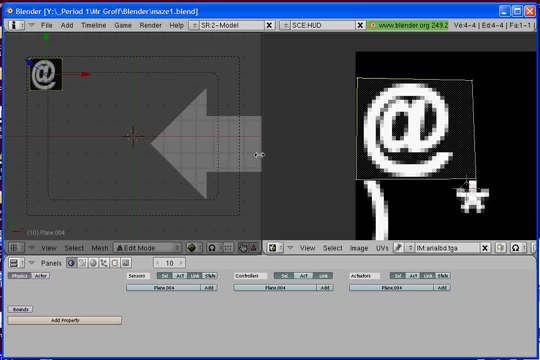 Blender [Y:\_Period 1\Mr Groff\Blender\maze1.blend]
File Add Timeline Game Render Help SR:2-Model SCE:HUD www.blender.org 249.2 Ve:4-4 | Ed:4-4 | Fa:1-1
@
@
(1) Plane.004
View Select Mesh Edit Mode
View Select Image UVs IM:arialbd.tga
Panels 10
Physics Actor Sensors Sel Act Link State Controllers Sel Act Link Actuators Sel Act Link State
Plane.004 Add Plane.004 Add Plane.004 Add
Bounds
Add Property